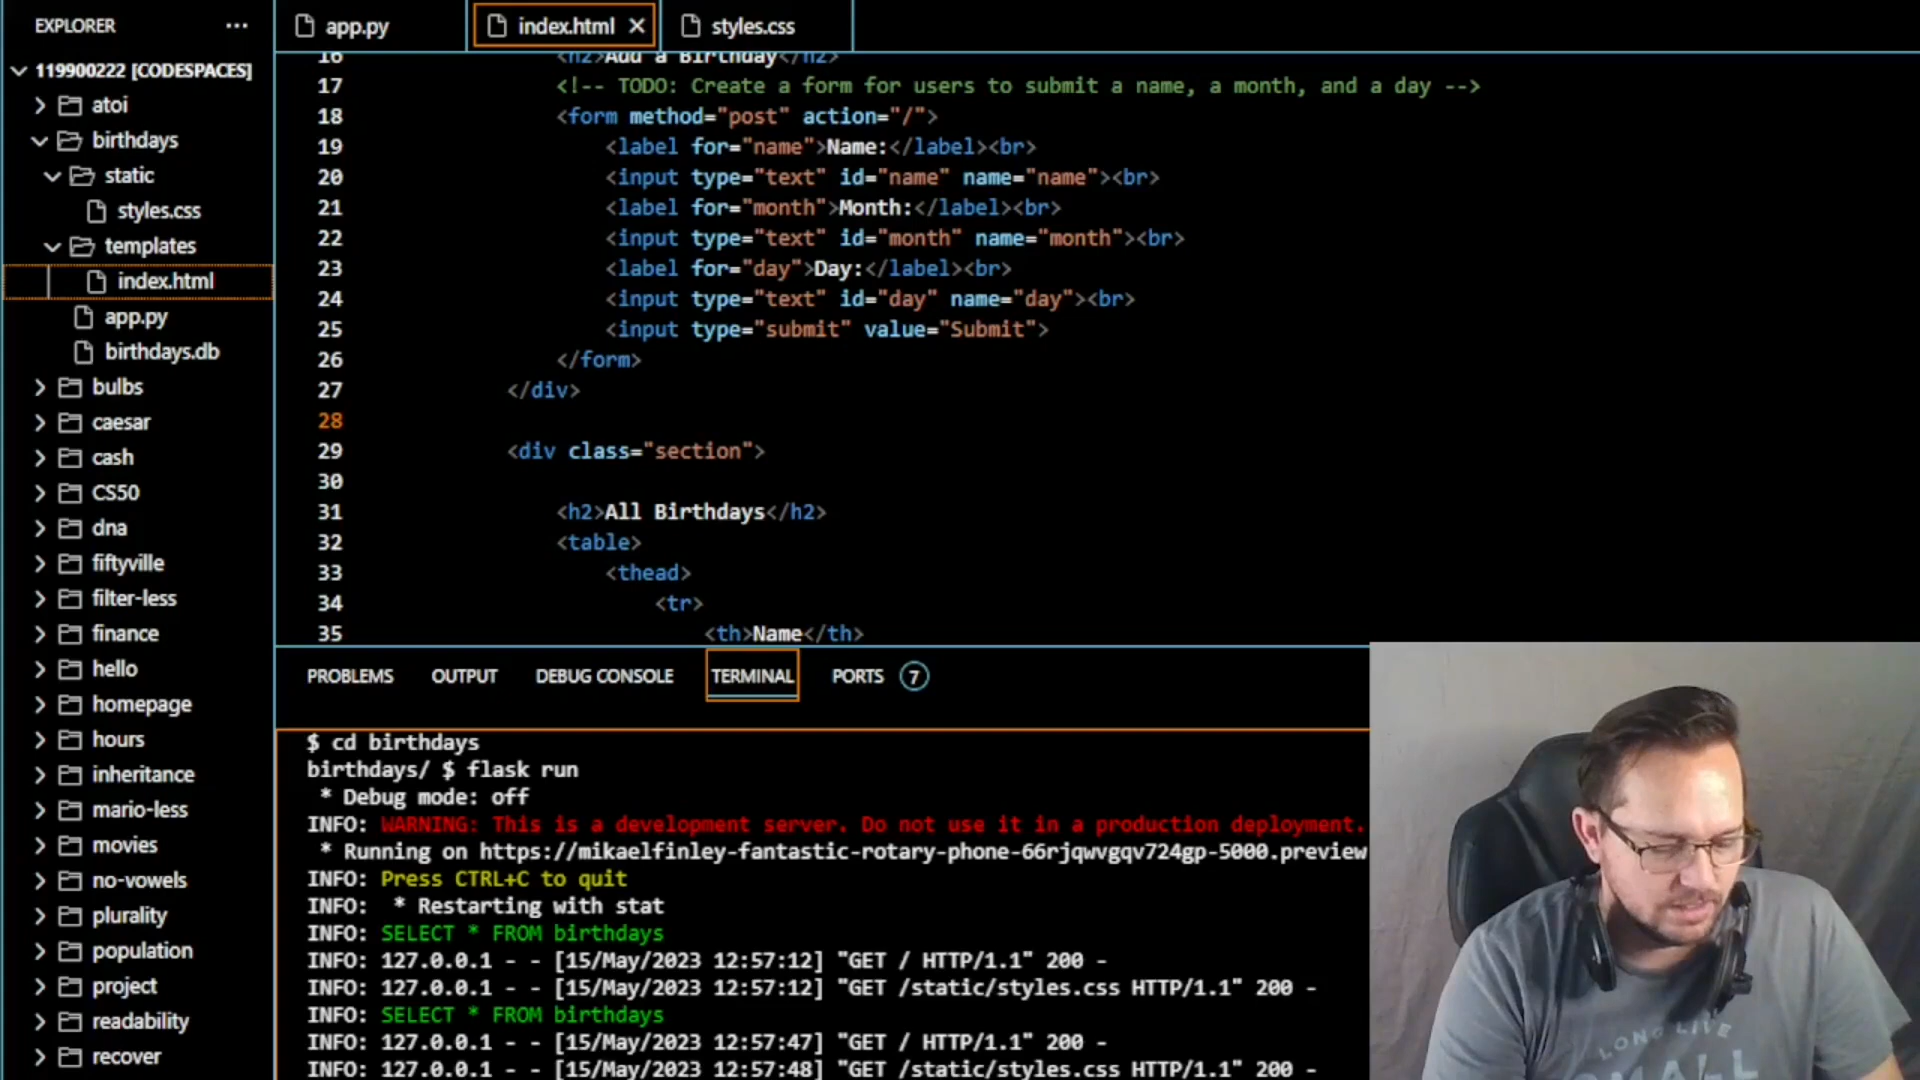 EXPLORER ...
119900222 [CODESPACES]
atoi
birthdays
static
styles.css
templates
index.html
app.py
birthdays.db
bulbs
caesar
cash
CS50
dna
fiftyville
filter-less
finance
hello
homepage
hours
inheritance
mario-less
movies
no-vowels
plurality
population
project
readability
recover
app.py
index.html
styles.css
16 <h2>Add a Birthday</h2>
17 <!-- TODO: Create a form for users to submit a name, a month, and a day -->
18 <form method="post" action="/">
19 <label for="name">Name:</label><br>
20 <input type="text" id="name" name="name"><br>
21 <label for="month">Month:</label><br>
22 <input type="text" id="month" name="month"><br>
23 <label for="day">Day:</label><br>
24 <input type="text" id="day" name="day"><br>
25 <input type="submit" value="Submit">
26 </form>
27 </div>
28
29 <div class="section">
30
31 <h2>All Birthdays</h2>
32 <table>
33 <thead>
34 <tr>
35 <th>Name</th>
PROBLEMS OUTPUT DEBUG CONSOLE TERMINAL PORTS 7
$ cd birthdays
birthdays/ $ flask run
* Debug mode: off
INFO: WARNING: This is a development server. Do not use it in a production deployment.
* Running on https://mikaelfinley-fantastic-rotary-phone-66rjqwvgqv724gp-5000.preview
INFO: Press CTRL+C to quit
INFO: * Restarting with stat
INFO: SELECT * FROM birthdays
INFO: 127.0.0.1 - - [15/May/2023 12:57:12] "GET / HTTP/1.1" 200 -
INFO: 127.0.0.1 - - [15/May/2023 12:57:12] "GET /static/styles.css HTTP/1.1" 200 -
INFO: SELECT * FROM birthdays
INFO: 127.0.0.1 - - [15/May/2023 12:57:47] "GET / HTTP/1.1" 200 -
INFO: 127.0.0.1 - - [15/May/2023 12:57:48] "GET /static/styles.css HTTP/1.1" 200 -
LONG LIVE
SMALL